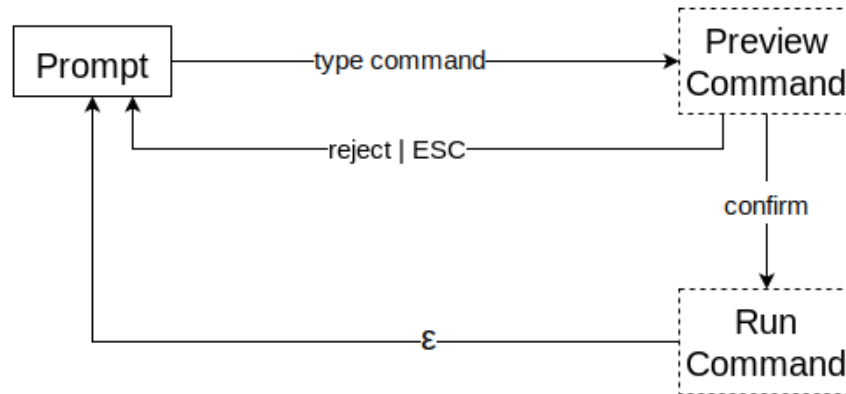 Prompt
type command
Preview
Command
reject | ESC
confirm
ε
Run
Command